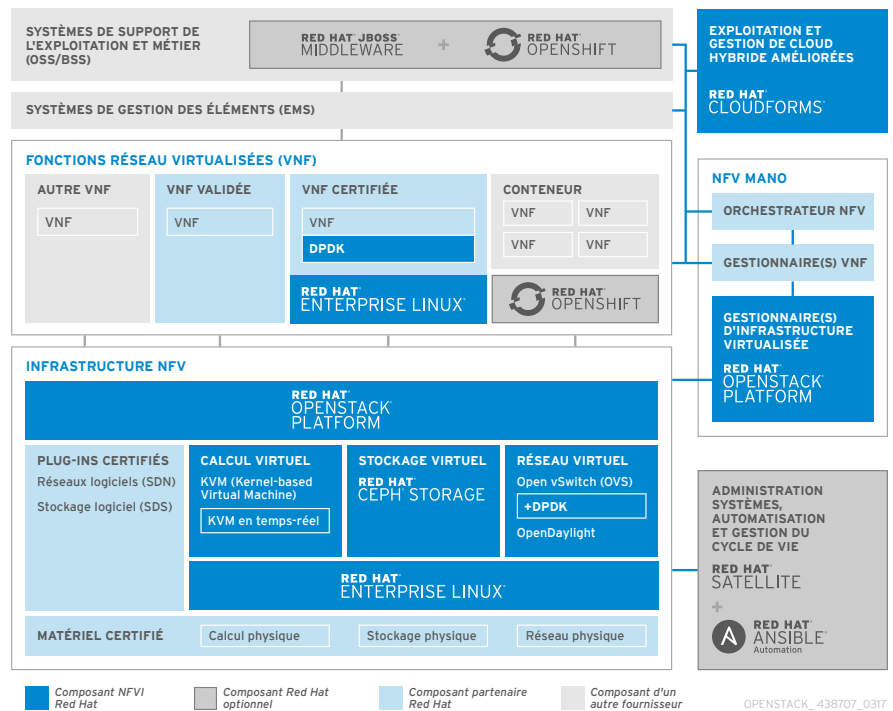 SYSTÈMES DE SUPPORT DE
L'EXPLOITATION ET MÉTIER
(OSS/BSS)
RED HAT JBOSS
MIDDLEWARE
+
RED HAT
OPENSHIFT
EXPLOITATION ET
GESTION DE CLOUD
HYBRIDE AMÉLIORÉES
RED HAT
CLOUDFORMS
SYSTÈMES DE GESTION DES ÉLÉMENTS (EMS)
FONCTIONS RÉSEAU VIRTUALISÉES (VNF)
AUTRE VNF
VNF
VNF VALIDÉE
VNF
VNF CERTIFIÉE
VNF
DPDK
RED HAT
ENTERPRISE LINUX
CONTENEUR
VNF
VNF
VNF
VNF
RED HAT
OPENSHIFT
NFV MANO
ORCHESTRATEUR NFV
GESTIONNAIRE(S) VNF
GESTIONNAIRE(S)
D'INFRASTRUCTURE
VIRTUALISÉE
RED HAT
OPENSTACK
PLATFORM
INFRASTRUCTURE NFV
RED HAT
OPENSTACK
PLATFORM
PLUG-INS CERTIFIÉS
Réseaux logiciels (SDN)
Stockage logiciel (SDS)
CALCUL VIRTUEL
KVM (Kernel-based
Virtual Machine)
KVM en temps-réel
STOCKAGE VIRTUEL
RED HAT
CEPH STORAGE
RÉSEAU VIRTUEL
Open vSwitch (OVS)
+DPDK
OpenDaylight
RED HAT
ENTERPRISE LINUX
MATÉRIEL CERTIFIÉ
Calcul physique
Stockage physique
Réseau physique
ADMINISTRATION
SYSTÈMES,
AUTOMATISATION
ET GESTION DU
CYCLE DE VIE
RED HAT
SATELLITE
+
RED HAT
ANSIBLE
Automation
Composant NFVI
Red Hat
Composant Red Hat
optionnel
Composant partenaire
Red Hat
Composant d'un
autre fournisseur
OPENSTACK_438707_0317